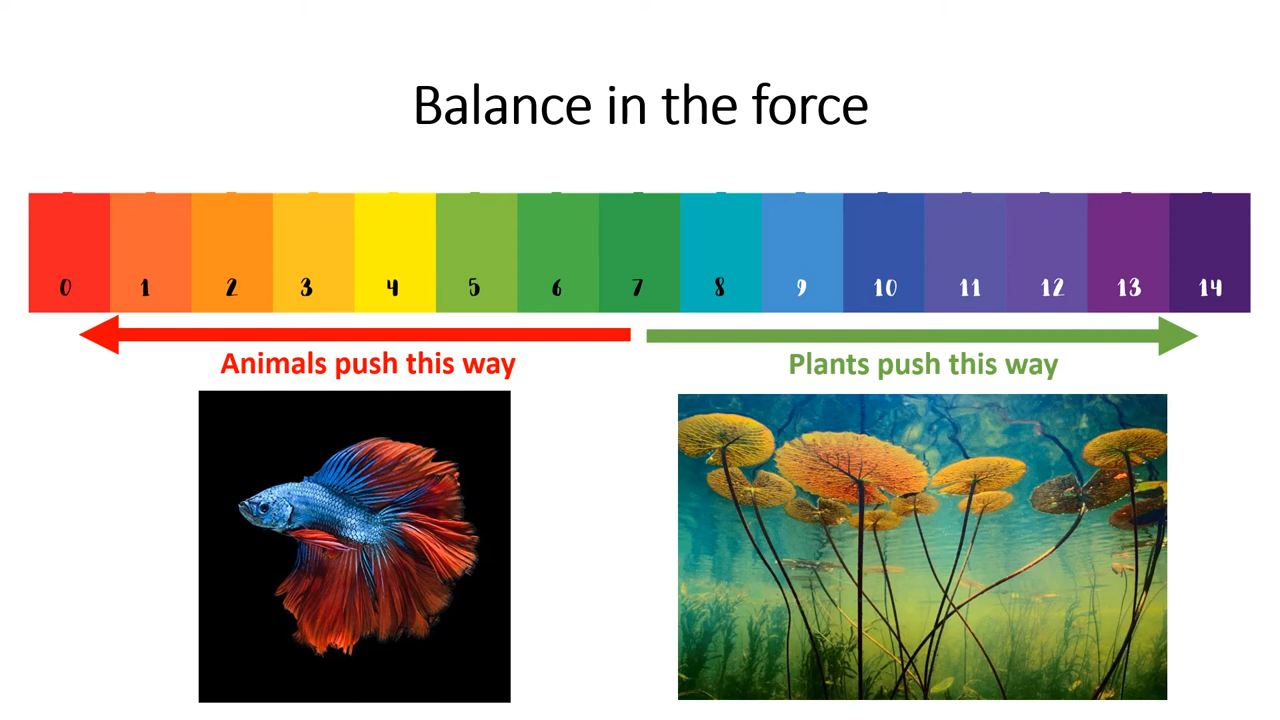 Balance in the force
0 1 2 3 4 5 6 7 8 9 10 11 12 13 14
Animals push this way
Plants push this way